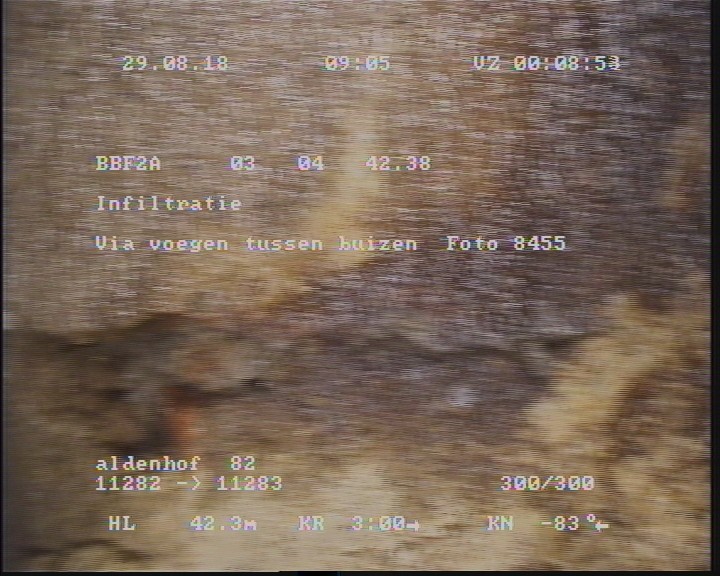 29.08.18 09:05 VZ 00:08:53
BBF2A 03 04 42.38
Infiltratie
Via voegen tussen buizen Foto 8455
aldenhof 82
11282 -> 11283 300/300
HL 42.3m KR 3:00→ KN -83°←